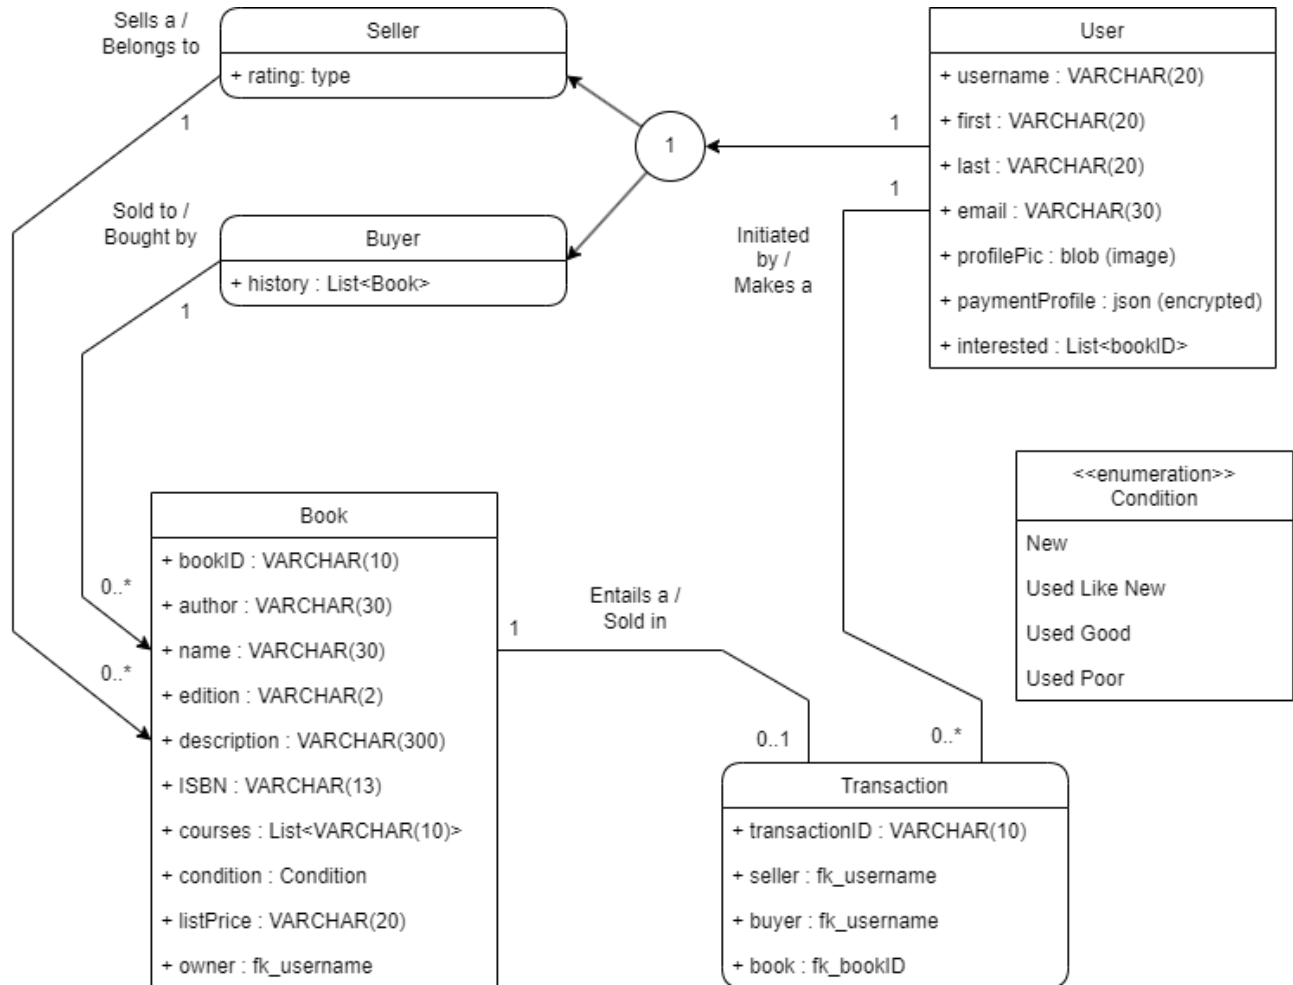 Sells a /
Belongs to
Seller
+ rating: type
1
Sold to /
Bought by
Buyer
+ history : List<Book>
1
1
1
1
Initiated
by /
Makes a
User
+ username : VARCHAR(20)
+ first : VARCHAR(20)
+ last : VARCHAR(20)
+ email : VARCHAR(30)
+ profilePic : blob (image)
+ paymentProfile : json (encrypted)
+ interested : List<bookID>
<<enumeration>>
Condition
New
Used Like New
Used Good
Used Poor
0..*
0..*
Book
+ bookID : VARCHAR(10)
+ author : VARCHAR(30)
+ name : VARCHAR(30)
+ edition : VARCHAR(2)
+ description : VARCHAR(300)
+ ISBN : VARCHAR(13)
+ courses : List<VARCHAR(10)>
+ condition : Condition
+ listPrice : VARCHAR(20)
+ owner : fk_username
1
Entails a /
Sold in
0..1
0..*
Transaction
+ transactionID : VARCHAR(10)
+ seller : fk_username
+ buyer : fk_username
+ book : fk_bookID